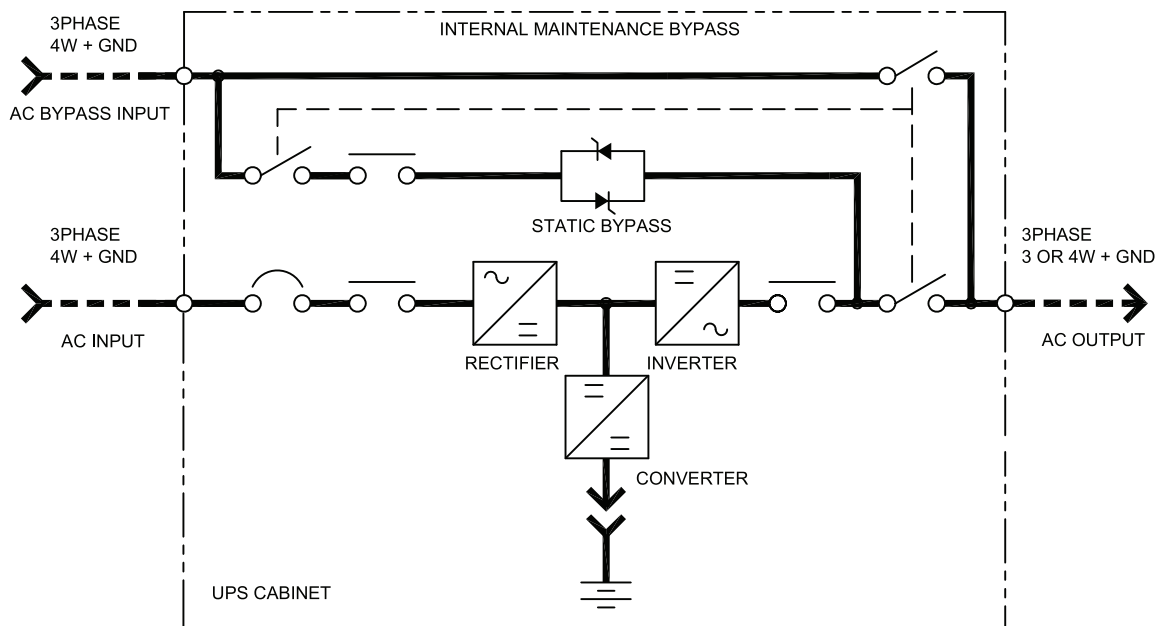 3PHASE
4W + GND
INTERNAL MAINTENANCE BYPASS
AC BYPASS INPUT
STATIC BYPASS
3PHASE
4W + GND
3PHASE
3 OR 4W + GND
AC INPUT
RECTIFIER
INVERTER
AC OUTPUT
CONVERTER
UPS CABINET